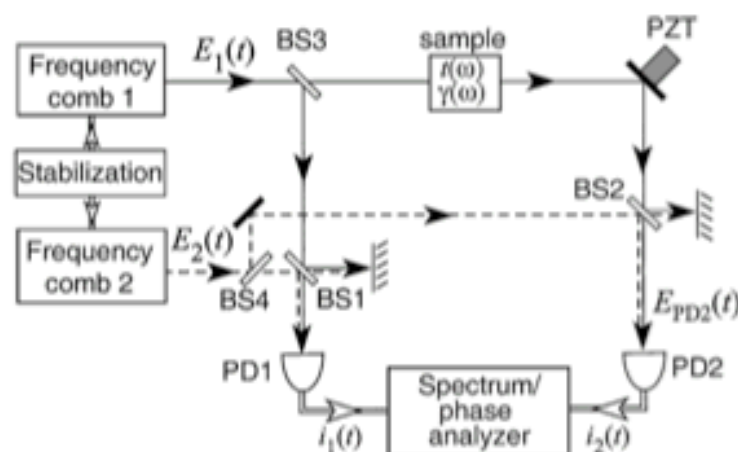 E₁(t)
BS3
sample
t(ω)
γ(ω)
PZT
Frequency
comb 1
Stabilization
Frequency
comb 2
E₂(t)
BS4
BS1
BS2
E_PD2(t)
PD1
PD2
Spectrum/
phase
analyzer
i₁(t)
i₂(t)